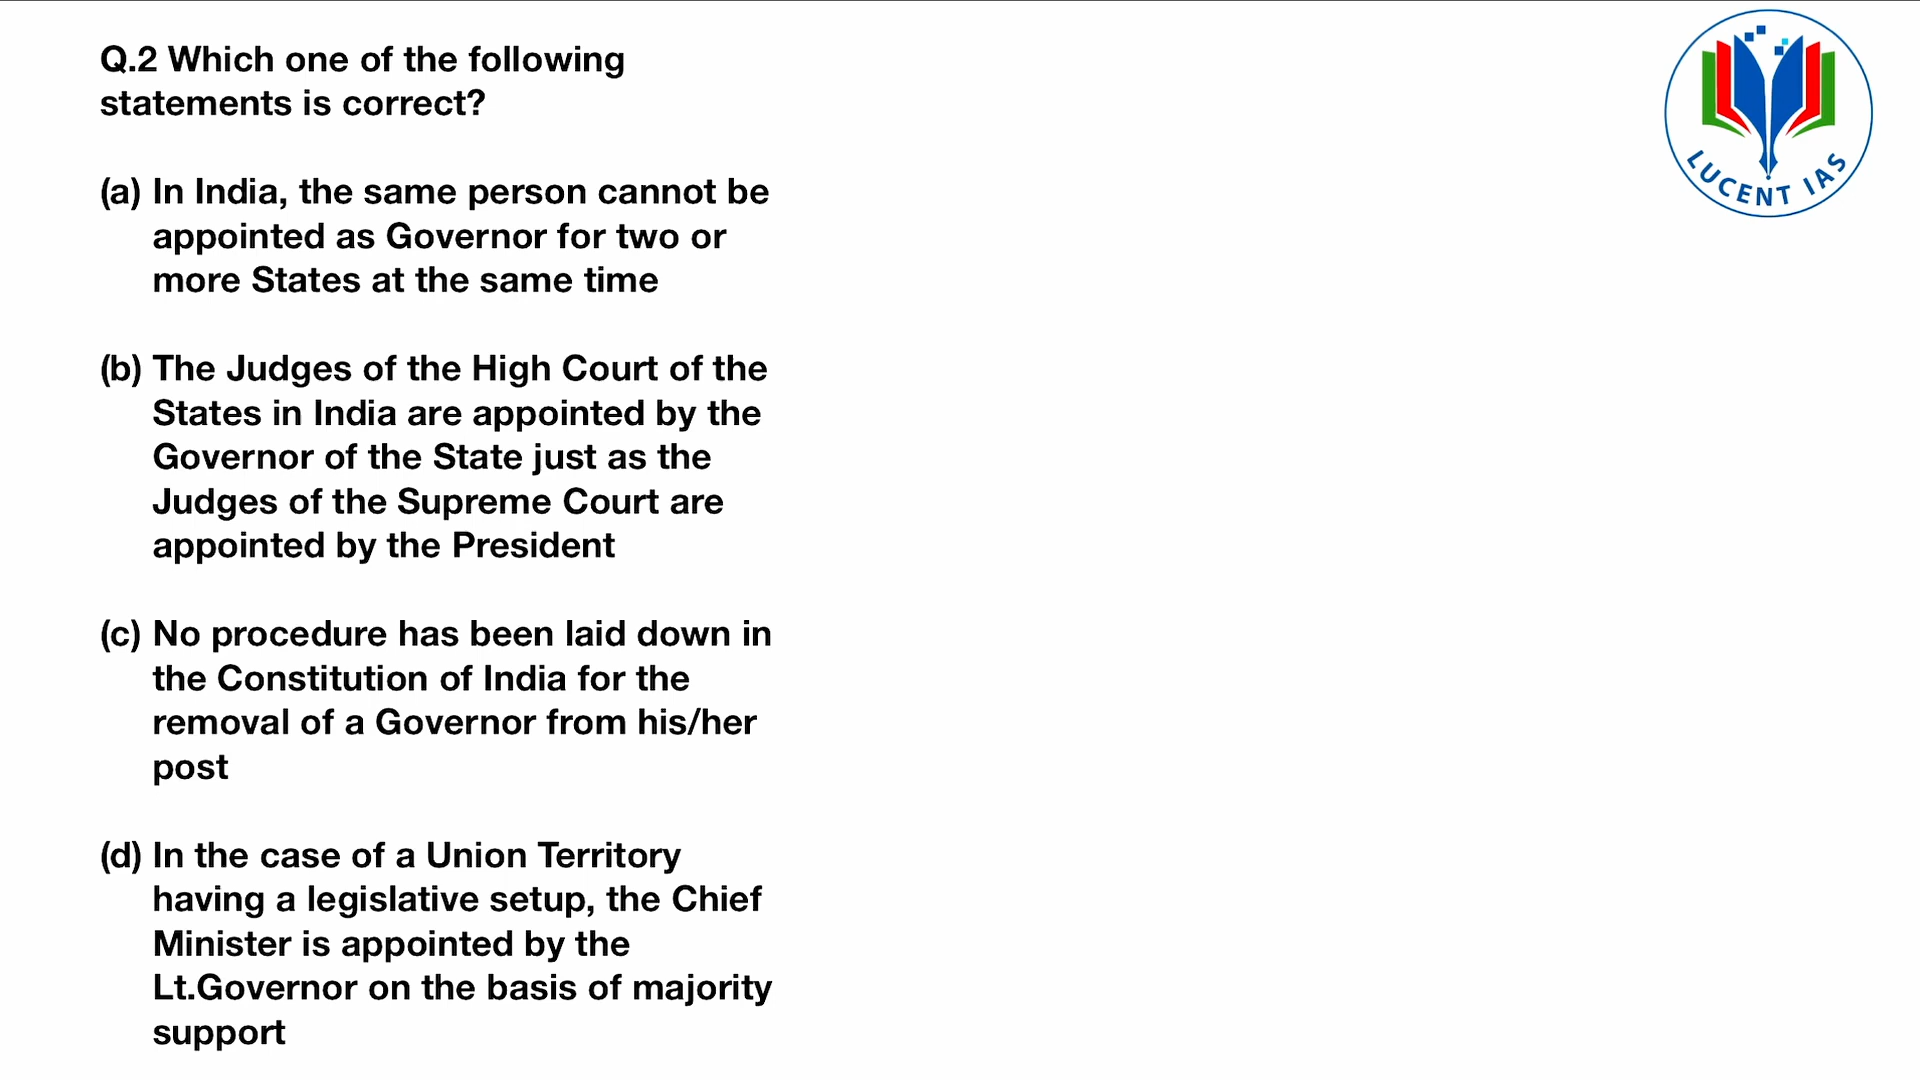 Q.2 Which one of the following
statements is correct?
(a) In India, the same person cannot be
appointed as Governor for two or
more States at the same time
(b) The Judges of the High Court of the
States in India are appointed by the
Governor of the State just as the
Judges of the Supreme Court are
appointed by the President
(c) No procedure has been laid down in
the Constitution of India for the
removal of a Governor from his/her
post
(d) In the case of a Union Territory
having a legislative setup, the Chief
Minister is appointed by the
Lt.Governor on the basis of majority
support
LUCENT IAS